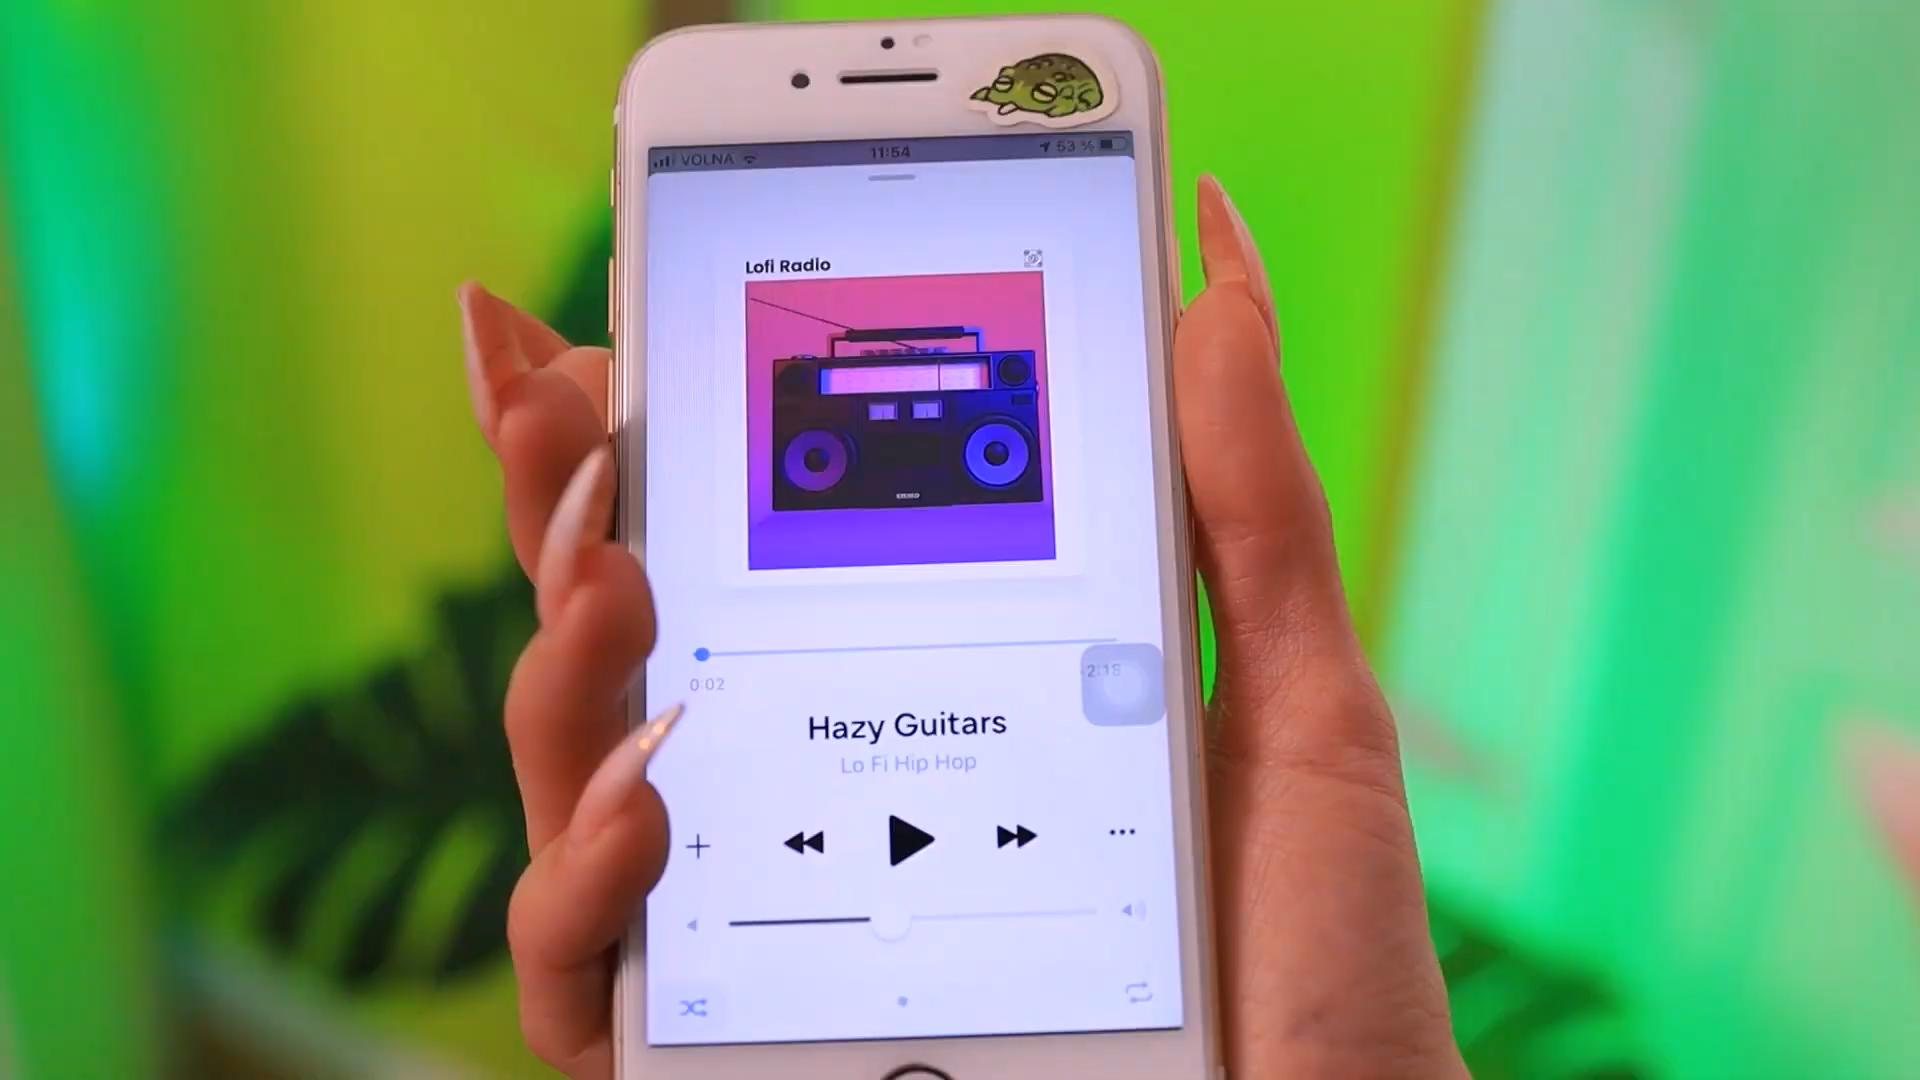 VOLNA 11:54 53 %
Lofi Radio
0:02 -2:18
Hazy Guitars
Lo Fi Hip Hop